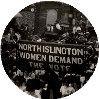 NORTH ISLINGTON
WOMEN DEMAND
THE VOTE